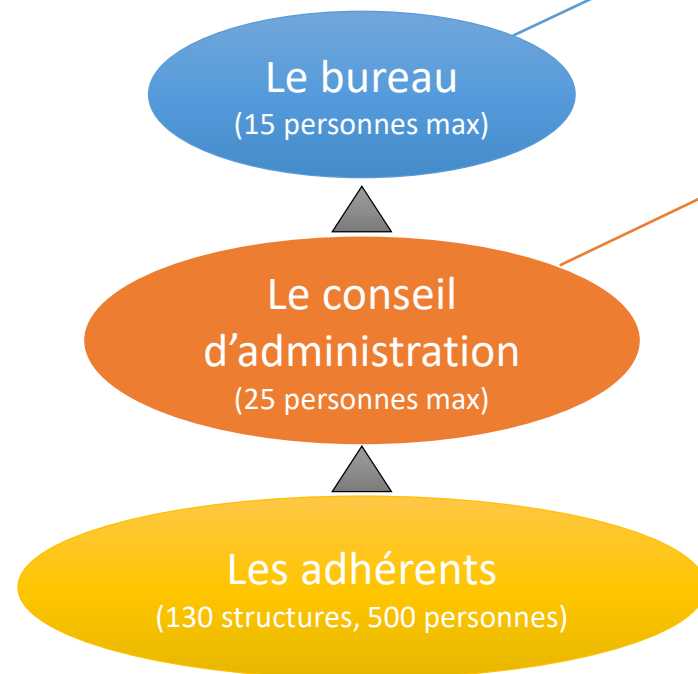 Le bureau
(15 personnes max)
Le conseil
d’administration
(25 personnes max)
Les adhérents
(130 structures, 500 personnes)